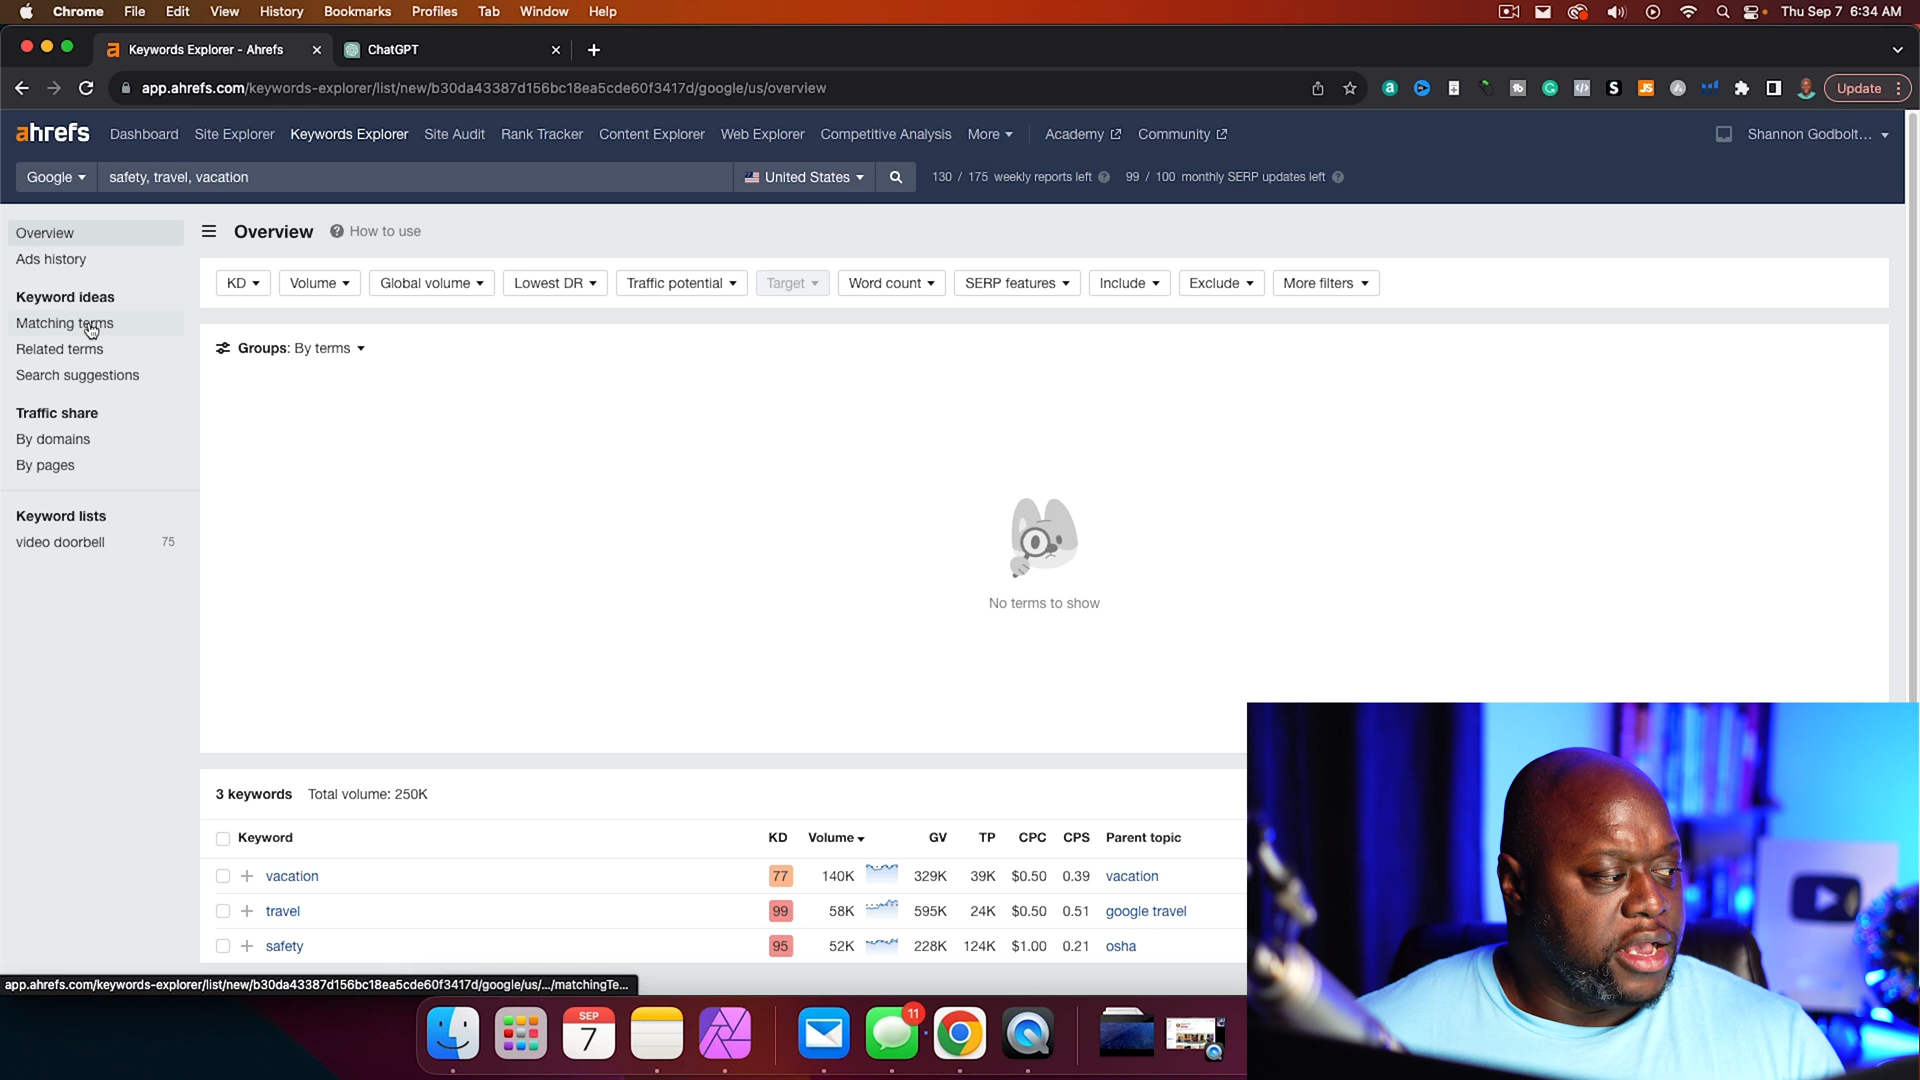 Chrome File Edit View History Bookmarks Profiles Tab Window Help Thu Sep 7 6:34 AM
Keywords Explorer - Ahrefs ChatGPT
app.ahrefs.com/keywords-explorer/list/new/b30da43387d156bc18ea5cde60f3417d/google/us/overview Update
ahrefs Dashboard Site Explorer Keywords Explorer Site Audit Rank Tracker Content Explorer Web Explorer Competitive Analysis More Academy Community Shannon Godbolt...
Google safety, travel, vacation United States 130 / 175 weekly reports left 99 / 100 monthly SERP updates left
Overview
Ads history
Keyword ideas
Matching terms
Related terms
Search suggestions
Traffic share
By domains
By pages
Keyword lists
video doorbell 75
Overview How to use
KD Volume Global volume Lowest DR Traffic potential Target Word count SERP features Include Exclude More filters
Groups: By terms
No terms to show
3 keywords Total volume: 250K
Keyword KD Volume GV TP CPC CPS Parent topic
vacation 77 140K 329K 39K $0.50 0.39 vacation
travel 99 58K 595K 24K $0.50 0.51 google travel
safety 95 52K 228K 124K $1.00 0.21 osha
app.ahrefs.com/keywords-explorer/list/new/b30da43387d156bc18ea5cde60f3417d/google/us/.../matchingTe...
SEP
7
11